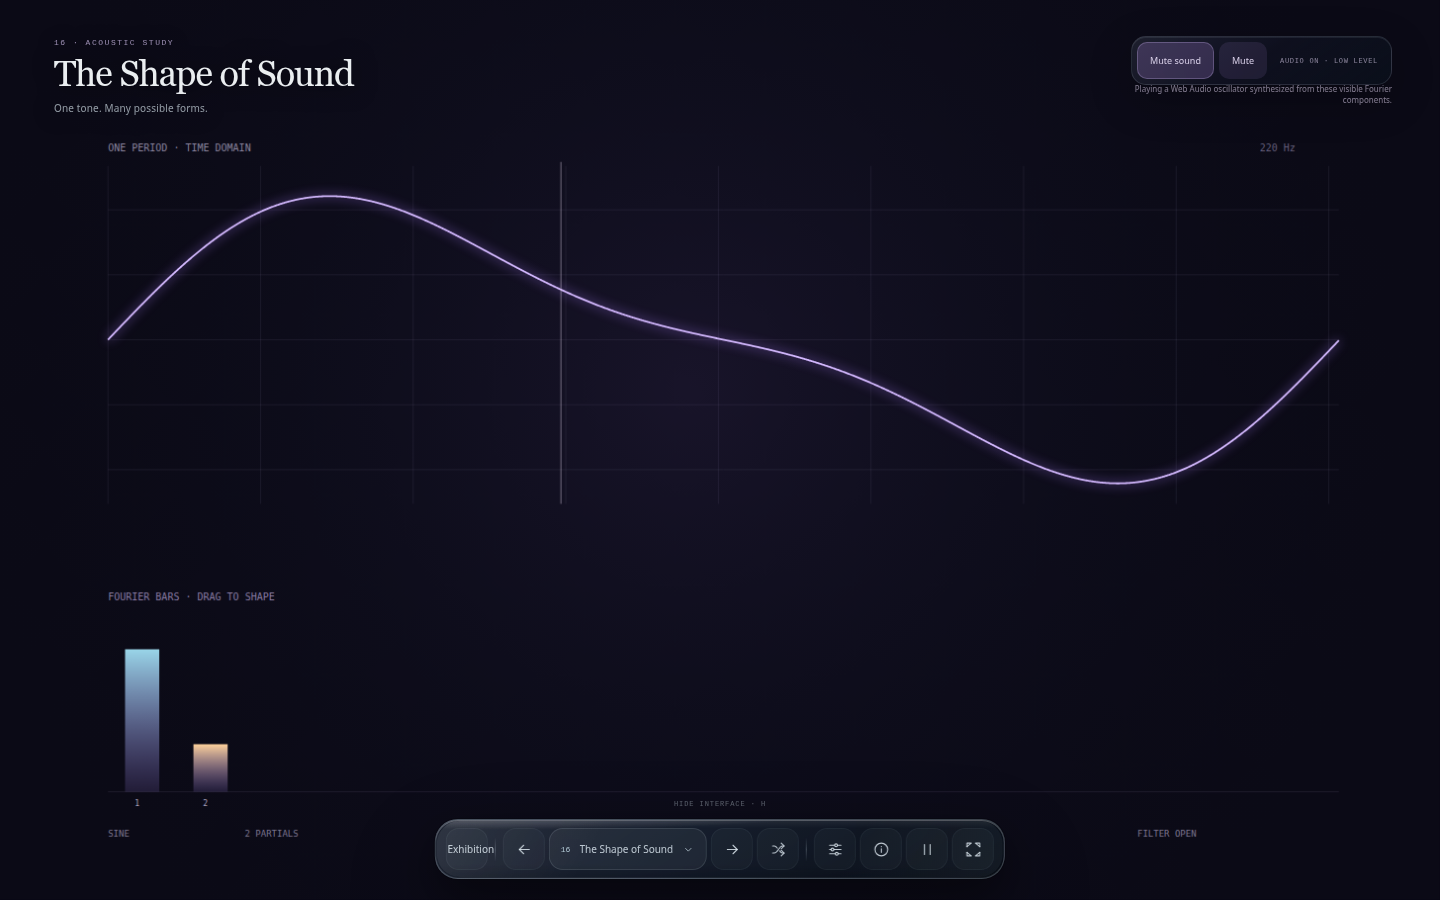 16 · ACOUSTIC STUDY
The Shape of Sound
One tone. Many possible forms.
Mute sound
Mute
AUDIO ON · LOW LEVEL
Playing a Web Audio oscillator synthesized from these visible Fourier
components.
ONE PERIOD · TIME DOMAIN
220 Hz
FOURIER BARS · DRAG TO SHAPE
1
2
HIDE INTERFACE · H
SINE
2 PARTIALS
FILTER OPEN
Exhibition
16 The Shape of Sound